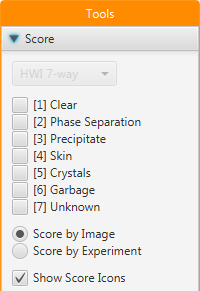 Tools
Score
HWI 7-way
[1] Clear
[2] Phase Separation
[3] Precipitate
[4] Skin
[5] Crystals
[6] Garbage
[7] Unknown
Score by Image
Score by Experiment
Show Score Icons